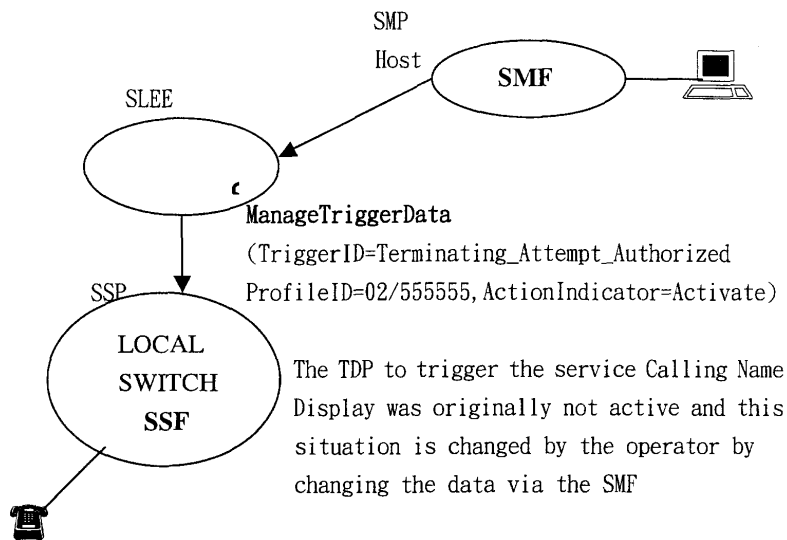 SMP
Host
SMF
SLEE
ManageTriggerData
(TriggerID=Terminating_Attempt_Authorized
ProfileID=02/555555, ActionIndicator=Activate)
SSP
LOCAL
SWITCH
SSF
The TDP to trigger the service Calling Name
Display was originally not active and this
situation is changed by the operator by
changing the data via the SMF